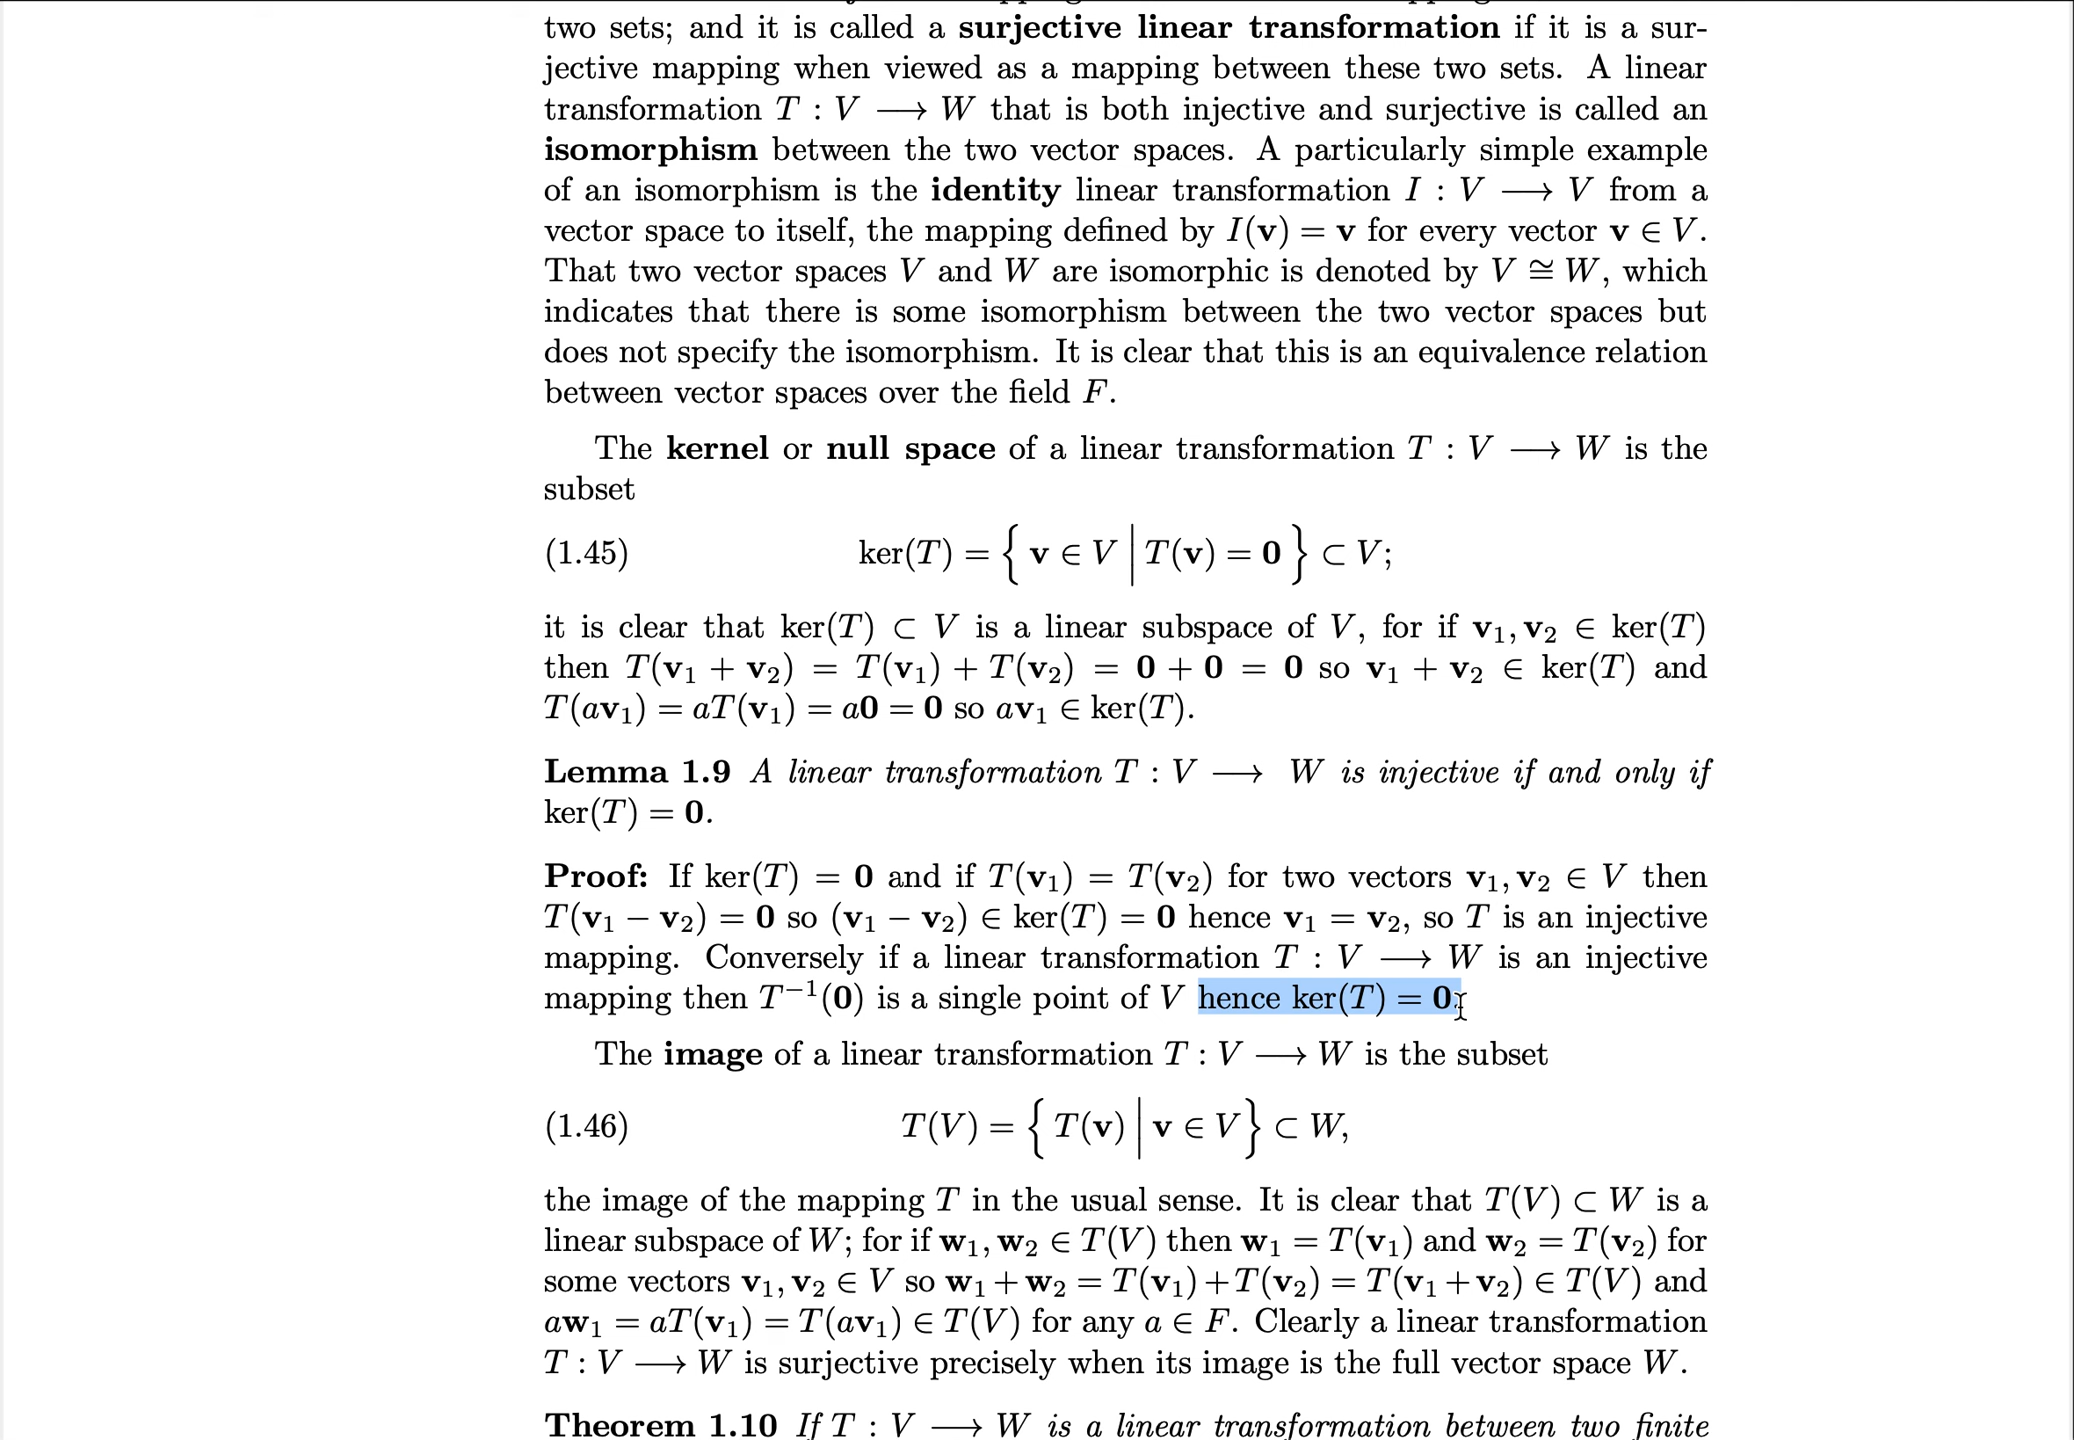 two sets; and it is called a surjective linear transformation if it is a sur-
jective mapping when viewed as a mapping between these two sets. A linear
transformation T : V ⟶ W that is both injective and surjective is called an
isomorphism between the two vector spaces. A particularly simple example
of an isomorphism is the identity linear transformation I : V ⟶ V from a
vector space to itself, the mapping defined by I(v) = v for every vector v ∈ V.
That two vector spaces V and W are isomorphic is denoted by V ≅ W, which
indicates that there is some isomorphism between the two vector spaces but
does not specify the isomorphism. It is clear that this is an equivalence relation
between vector spaces over the field F.
The kernel or null space of a linear transformation T : V ⟶ W is the
subset
(1.45) ker(T) = { v ∈ V | T(v) = 0 } ⊂ V;
it is clear that ker(T) ⊂ V is a linear subspace of V, for if v₁, v₂ ∈ ker(T)
then T(v₁ + v₂) = T(v₁) + T(v₂) = 0 + 0 = 0 so v₁ + v₂ ∈ ker(T) and
T(av₁) = aT(v₁) = a0 = 0 so av₁ ∈ ker(T).
Lemma 1.9 A linear transformation T : V ⟶ W is injective if and only if
ker(T) = 0.
Proof: If ker(T) = 0 and if T(v₁) = T(v₂) for two vectors v₁, v₂ ∈ V then
T(v₁ − v₂) = 0 so (v₁ − v₂) ∈ ker(T) = 0 hence v₁ = v₂, so T is an injective
mapping. Conversely if a linear transformation T : V ⟶ W is an injective
mapping then T⁻¹(0) is a single point of V hence ker(T) = 0.
The image of a linear transformation T : V ⟶ W is the subset
(1.46) T(V) = { T(v) | v ∈ V } ⊂ W,
the image of the mapping T in the usual sense. It is clear that T(V) ⊂ W is a
linear subspace of W; for if w₁, w₂ ∈ T(V) then w₁ = T(v₁) and w₂ = T(v₂) for
some vectors v₁, v₂ ∈ V so w₁ + w₂ = T(v₁) + T(v₂) = T(v₁ + v₂) ∈ T(V) and
aw₁ = aT(v₁) = T(av₁) ∈ T(V) for any a ∈ F. Clearly a linear transformation
T : V ⟶ W is surjective precisely when its image is the full vector space W.
Theorem 1.10 If T : V ⟶ W is a linear transformation between two finite